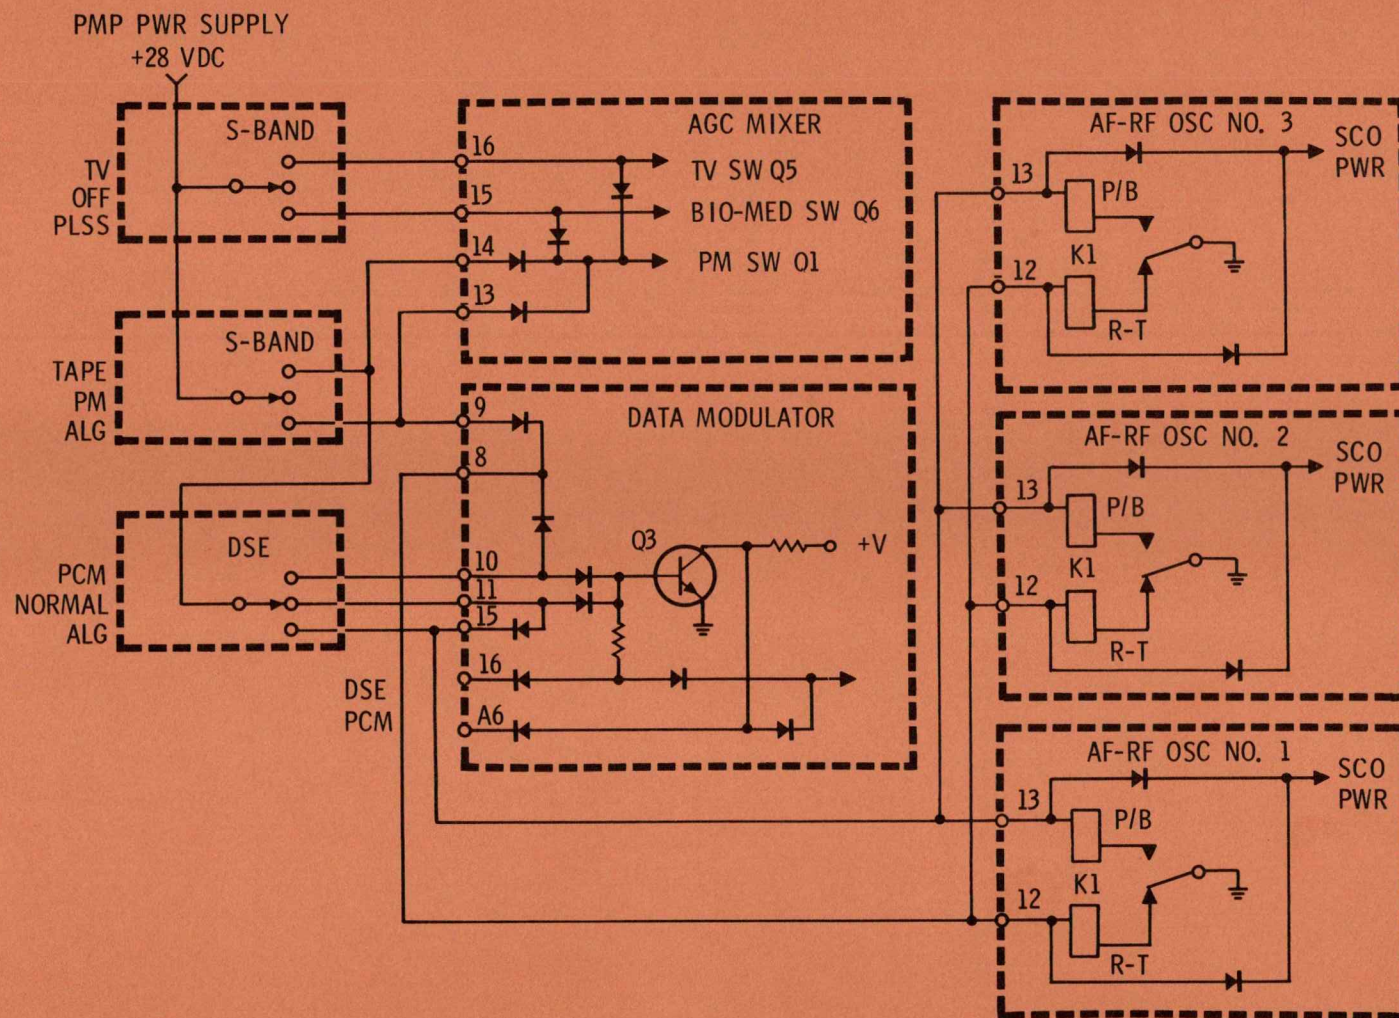 PMP PWR SUPPLY
+28 VDC
S-BAND
TV
OFF
PLSS
S-BAND
TAPE
PM
ALG
DSE
PCM
NORMAL
ALG
AGC MIXER
16
TV SW Q5
15
BIO-MED SW Q6
14
PM SW O1
13
DATA MODULATOR
9
8
Q3
+V
10
11
15
16
DSE
PCM
A6
AF-RF OSC NO. 3
SCO
PWR
13
P/B
K1
12
R-T
AF-RF OSC NO. 2
SCO
PWR
13
P/B
K1
12
R-T
AF-RF OSC NO. 1
SCO
PWR
13
P/B
K1
12
R-T